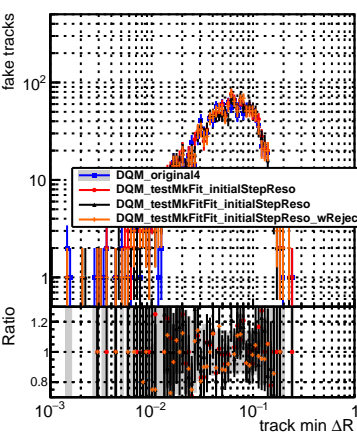 fake tracks
10²
10
1
DQM_original4
DQM_testMkFit_initialStepReso
DQM_testMkFitFit_initialStepReso
DQM_testMkFitFit_initialStepReso_wRejec
Ratio
1.2
1
0.8
10⁻³ 10⁻² 10⁻¹ 1
track min ΔR